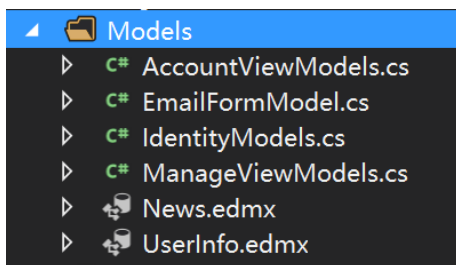 Models
C# AccountViewModels.cs
C# EmailFormModel.cs
C# IdentityModels.cs
C# ManageViewModels.cs
News.edmx
UserInfo.edmx